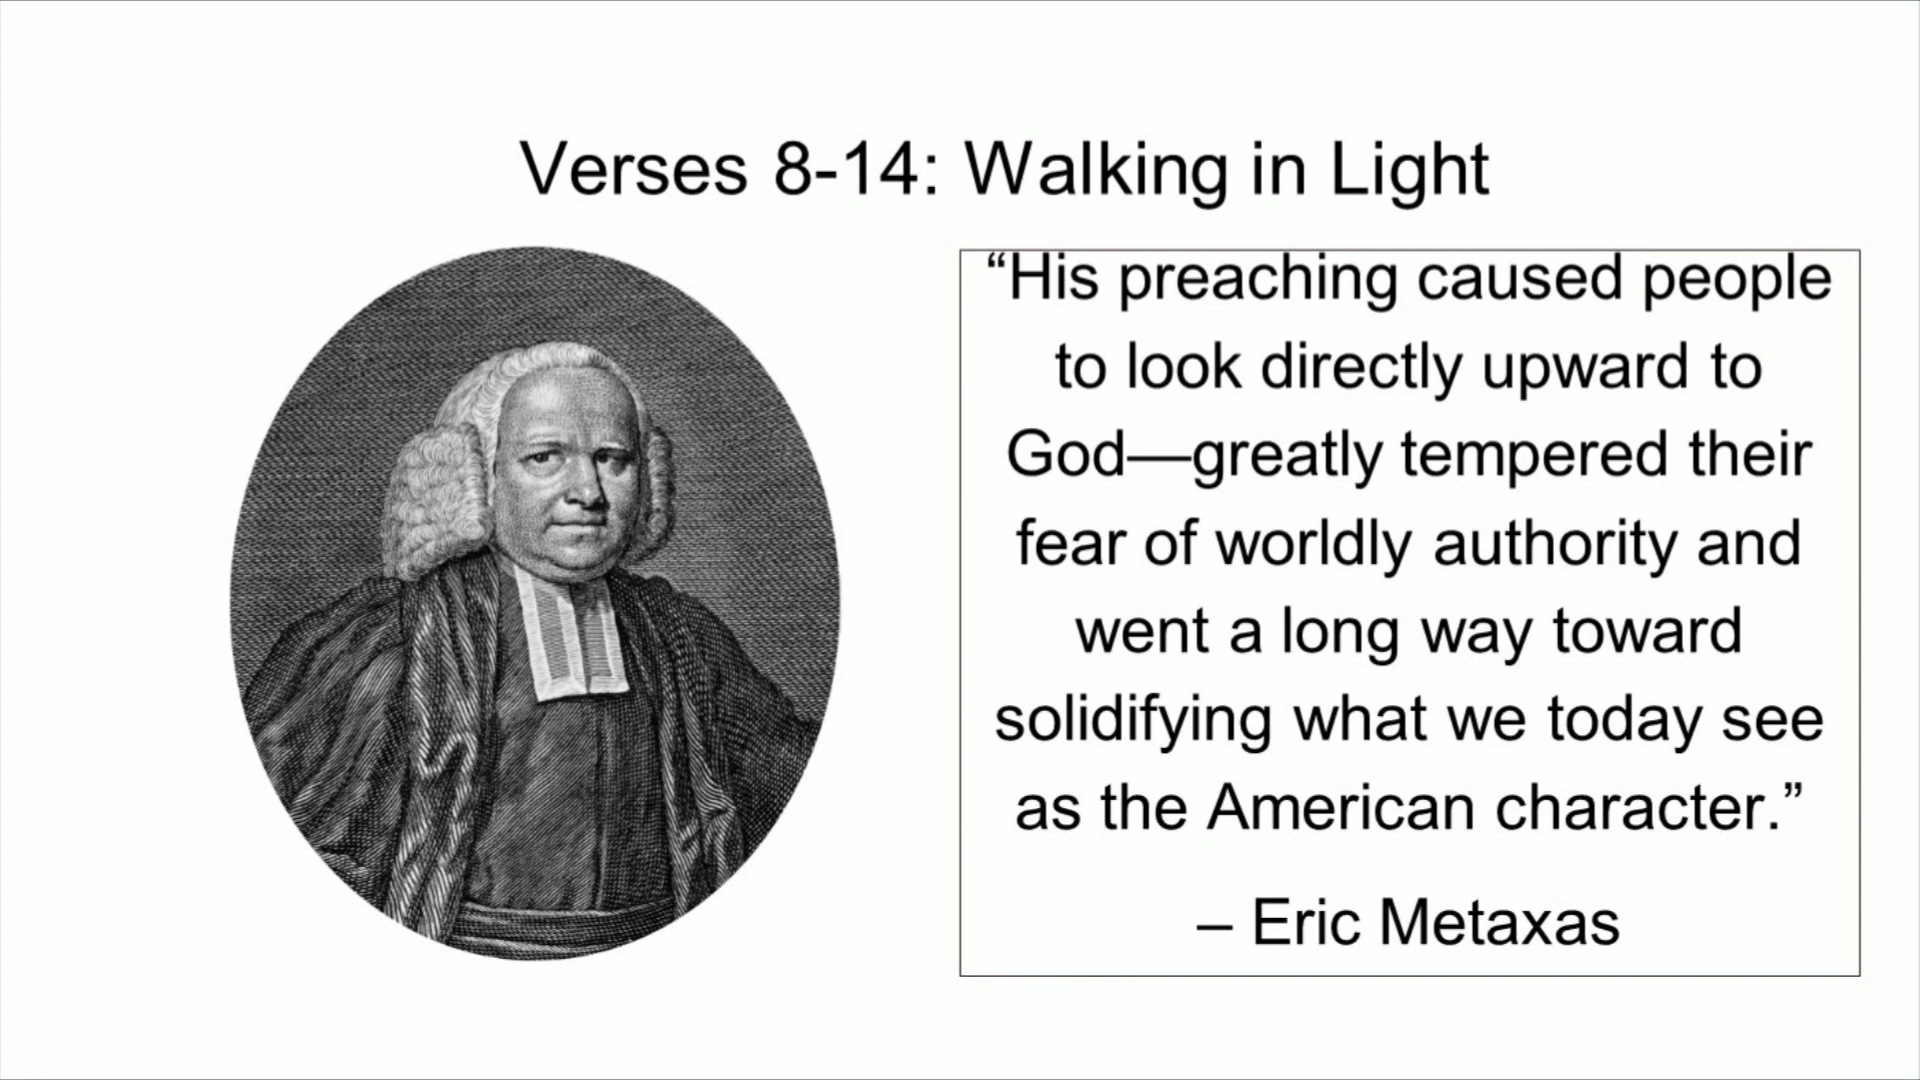 Verses 8-14: Walking in Light
“His preaching caused people
to look directly upward to
God—greatly tempered their
fear of worldly authority and
went a long way toward
solidifying what we today see
as the American character.”
– Eric Metaxas